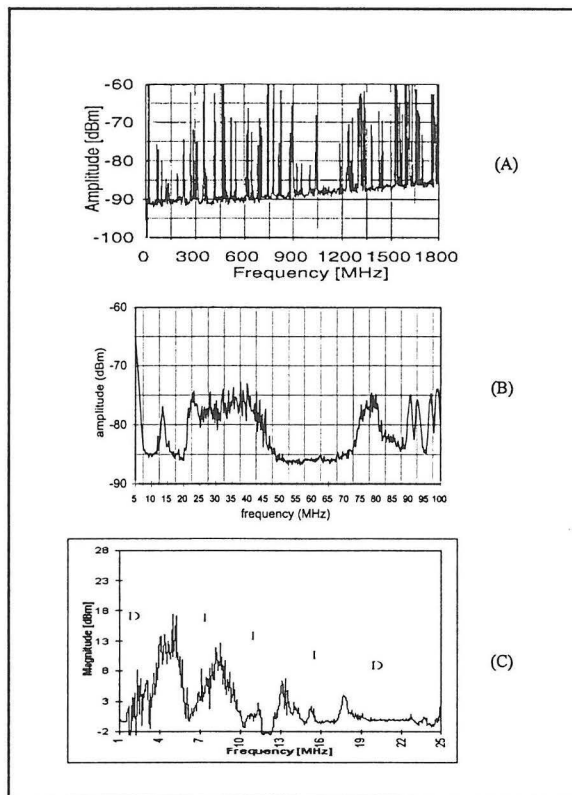 -60
-70
-80
-90
-100
Amplitude [dBm]
0 300 600 900 1200 1500 1800
Frequency [MHz]
(A)
-60
-70
-80
-90
amplitude (dBm)
5 10 15 20 25 30 35 40 45 50 55 60 65 70 75 80 85 90 95 100
frequency (MHz)
(B)
28
23
18
13
8
3
-2
Magnitude [dBm]
D I I I D
1 4 7 10 13 16 19 22 25
Frequency [MHz]
(C)